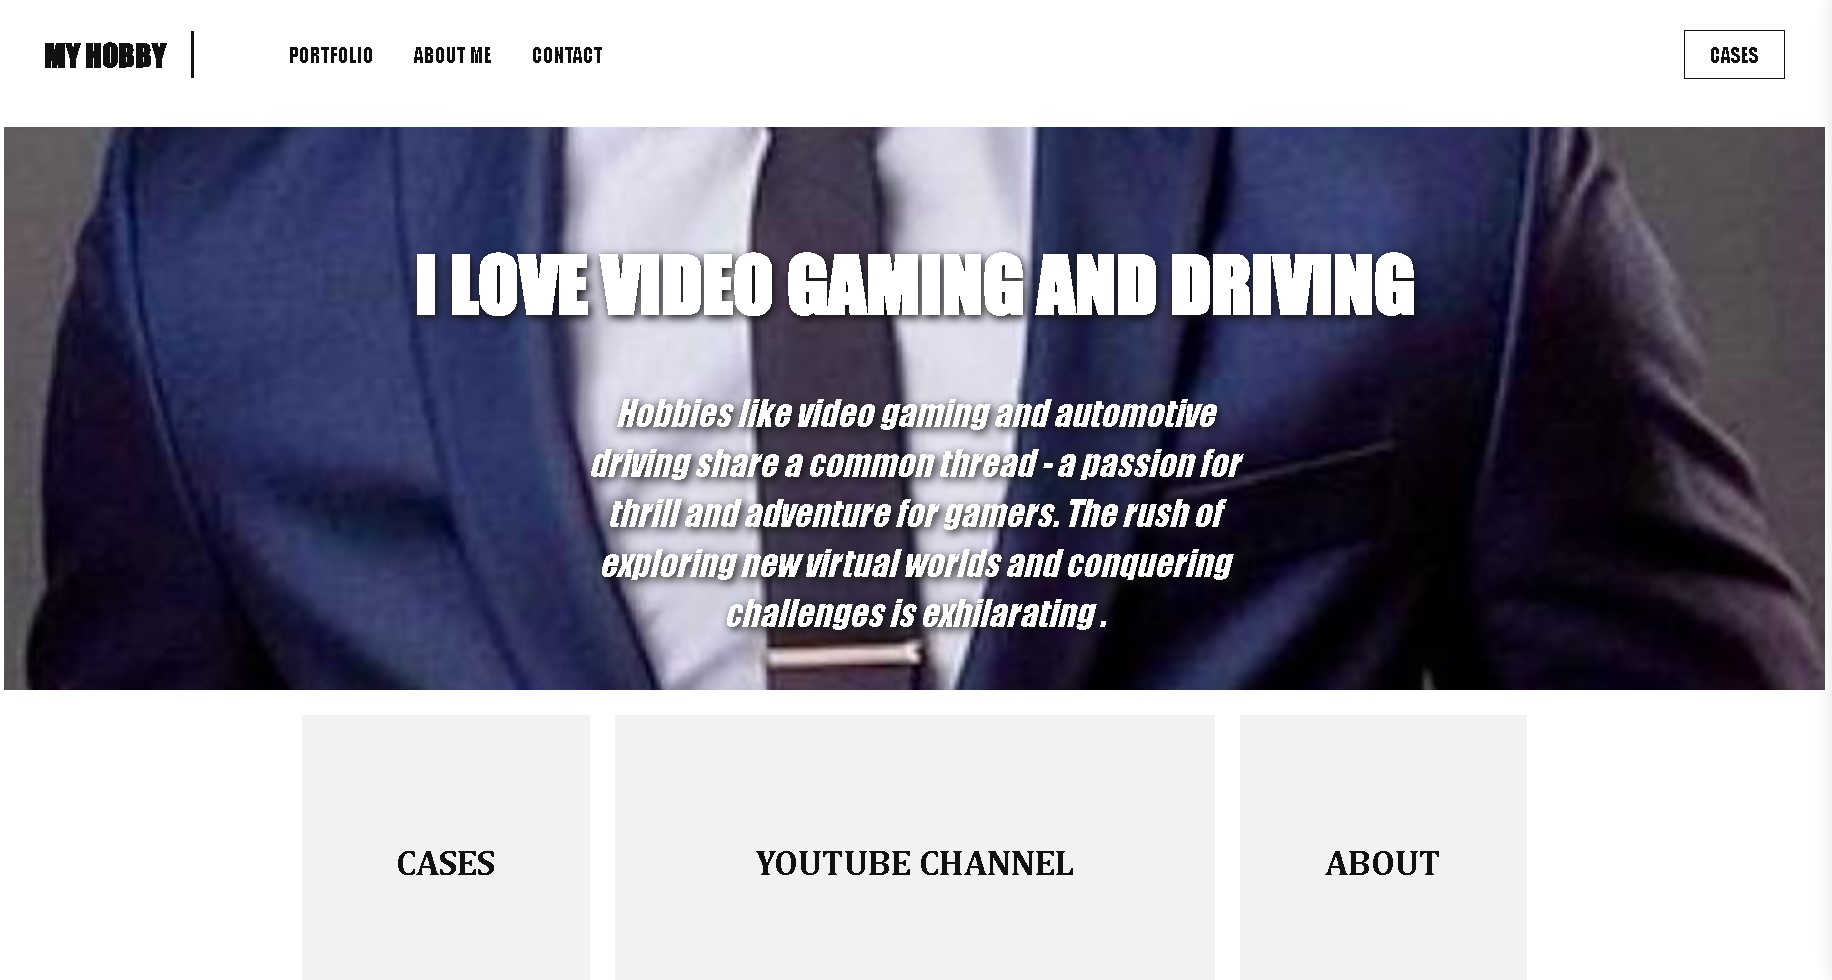 MY HOBBY
PORTFOLIO ABOUT ME CONTACT
CASES
I LOVE VIDEO GAMING AND DRIVING
Hobbies like video gaming and automotive
driving share a common thread - a passion for
thrill and adventure for gamers. The rush of
exploring new virtual worlds and conquering
challenges is exhilarating .
CASES
YOUTUBE CHANNEL
ABOUT